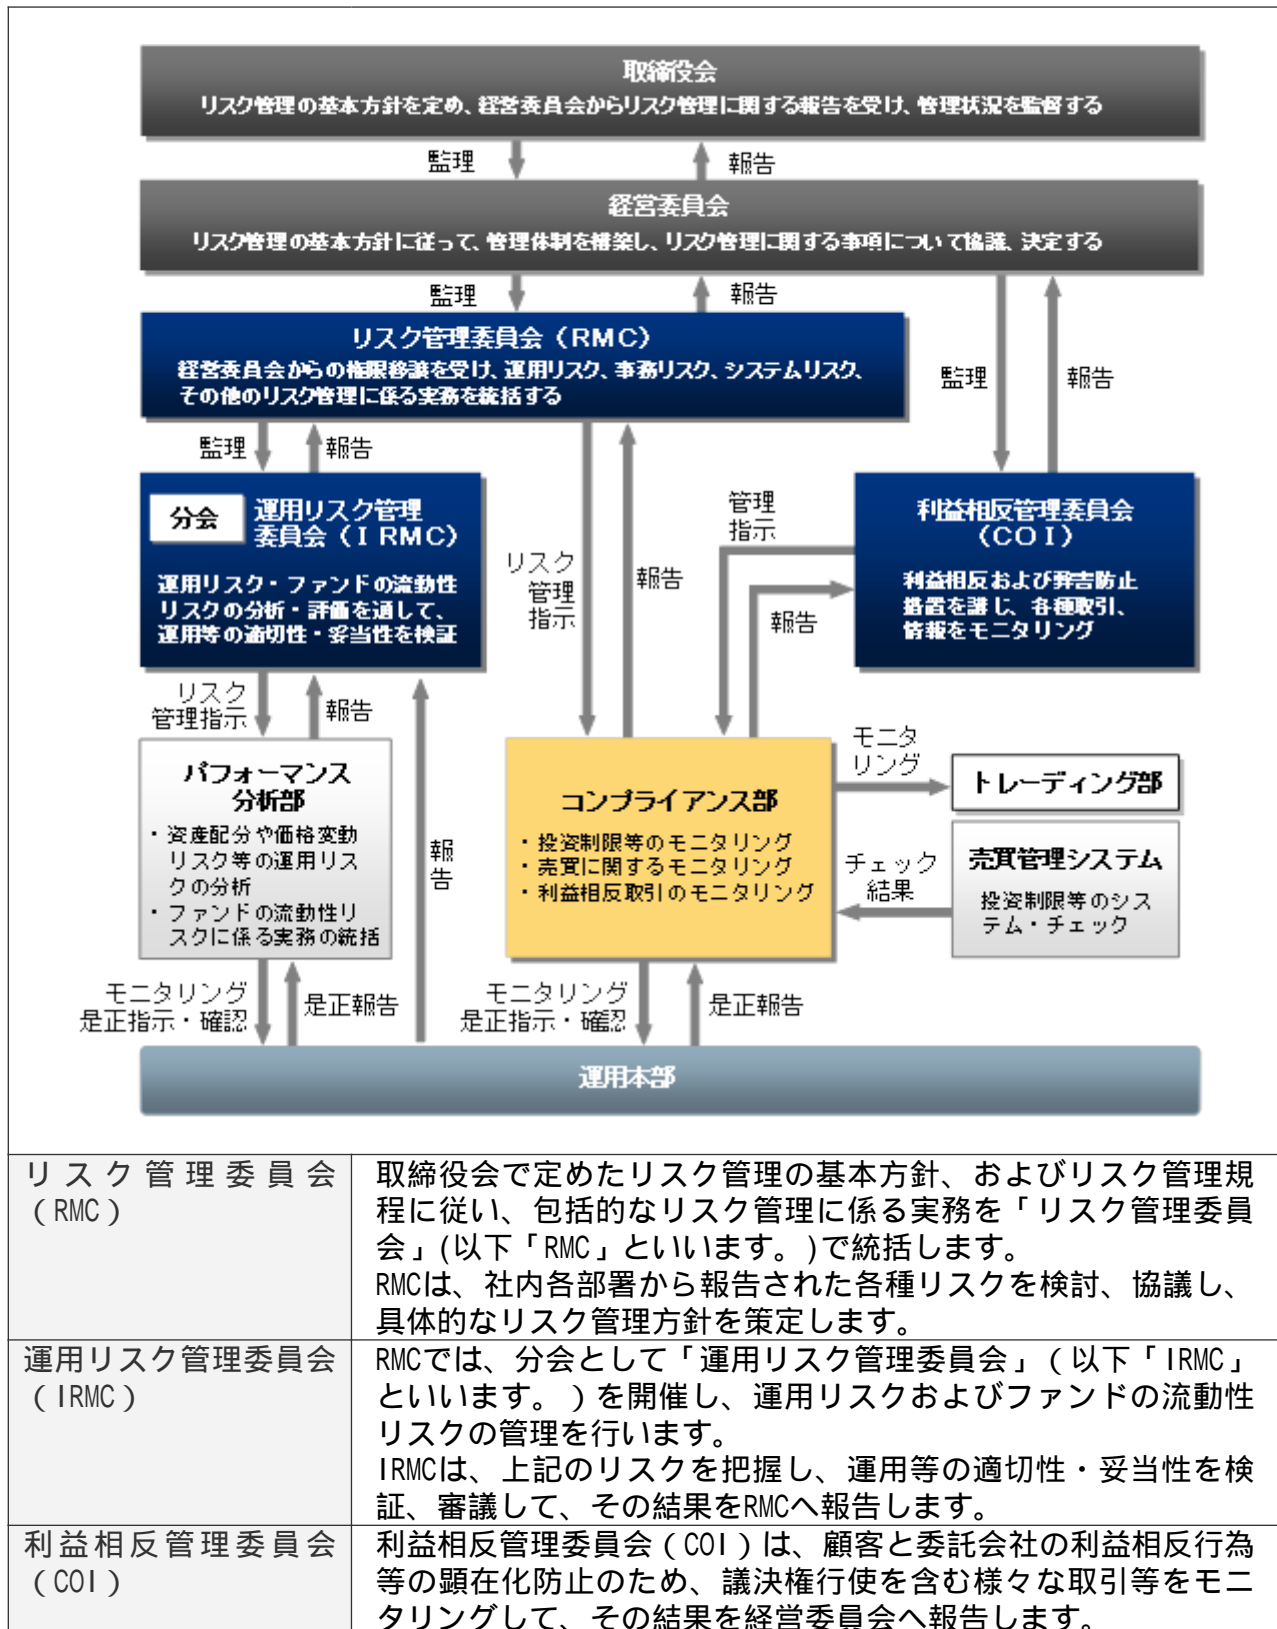 取締役会
リスク管理の基本方針を定め、経営委員会からリスク管理に関する報告を受け、管理状況を監督する
監理
報告
経営委員会
リスク管理の基本方針に従って、管理体制を構築し、リスク管理に関する事項について協議、決定する
監理
報告
監理
報告
リスク管理委員会（RMC）
経営委員会からの権限移譲を受け、運用リスク、事務リスク、システムリスク、
その他のリスク管理に係る実務を統括する
監理
報告
分会
運用リスク管理
委員会（IRMC）
運用リスク・ファンドの流動性
リスクの分析・評価を通して、
運用等の適切性・妥当性を検証
リスク
管理
指示
報告
管理
指示
報告
利益相反管理委員会
（COI）
利益相反および弊害防止
措置を講じ、各種取引、
情報をモニタリング
リスク
管理指示
報告
報
告
パフォーマンス
分析部
・資産配分や価格変動
リスク等の運用リス
クの分析
・ファンドの流動性リ
スクに係る実務の統括
コンプライアンス部
・投資制限等のモニタリング
・売買に関するモニタリング
・利益相反取引のモニタリング
モニタ
リング
トレーディング部
チェック
結果
売買管理システム
投資制限等のシス
テム・チェック
モニタリング
是正指示・確認
是正報告
モニタリング
是正指示・確認
是正報告
運用本部
リスク管理委員会
（RMC）
取締役会で定めたリスク管理の基本方針、およびリスク管理規
程に従い、包括的なリスク管理に係る実務を「リスク管理委員
会」(以下「RMC」といいます。)で統括します。
RMCは、社内各部署から報告された各種リスクを検討、協議し、
具体的なリスク管理方針を策定します。
運用リスク管理委員会
（IRMC）
RMCでは、分会として「運用リスク管理委員会」（以下「IRMC」
といいます。）を開催し、運用リスクおよびファンドの流動性
リスクの管理を行います。
IRMCは、上記のリスクを把握し、運用等の適切性・妥当性を検
証、審議して、その結果をRMCへ報告します。
利益相反管理委員会
（COI）
利益相反管理委員会（COI）は、顧客と委託会社の利益相反行為
等の顕在化防止のため、議決権行使を含む様々な取引等をモニ
タリングして、その結果を経営委員会へ報告します。